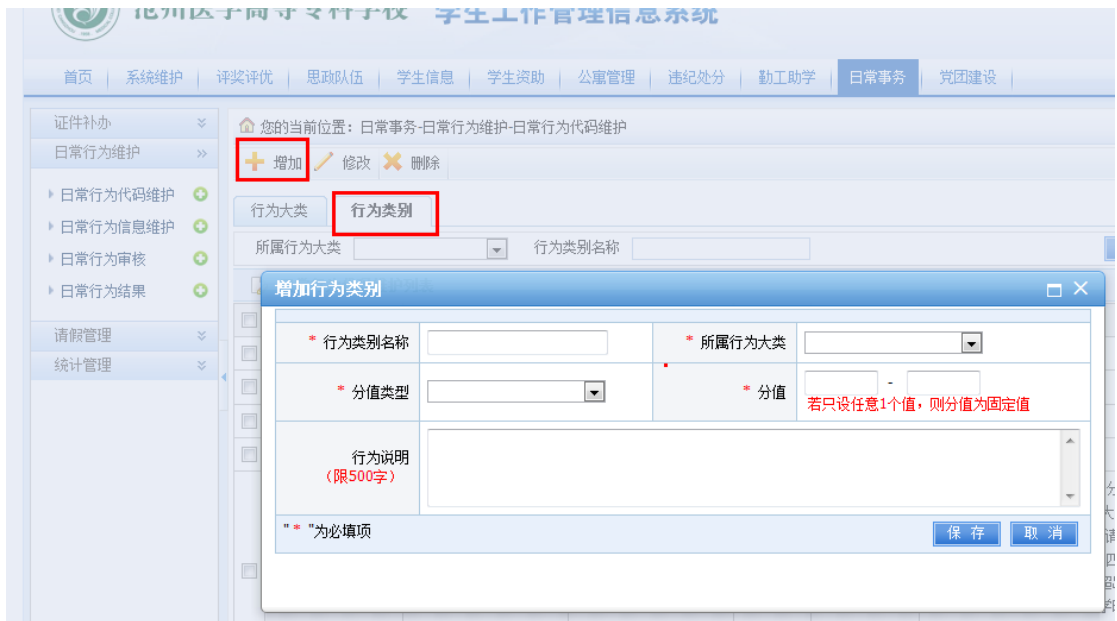 沧州医学高等专科学校 学生工作管理信息系统
首页 系统维护 评奖评优 思政队伍 学生信息 学生资助 公寓管理 违纪处分 勤工助学 日常事务 党团建设
证件补办
日常行为维护
日常行为代码维护
日常行为信息维护
日常行为审核
日常行为结果
请假管理
统计管理
您的当前位置：日常事务-日常行为维护-日常行为代码维护
增加 修改 删除
行为大类 行为类别
所属行为大类 行为类别名称
增加行为类别
* 行为类别名称 * 所属行为大类
* 分值类型 * 分值 -
若只设任意1个值，则分值为固定值
行为说明
（限500字）
"*"为必填项 保 存 取 消